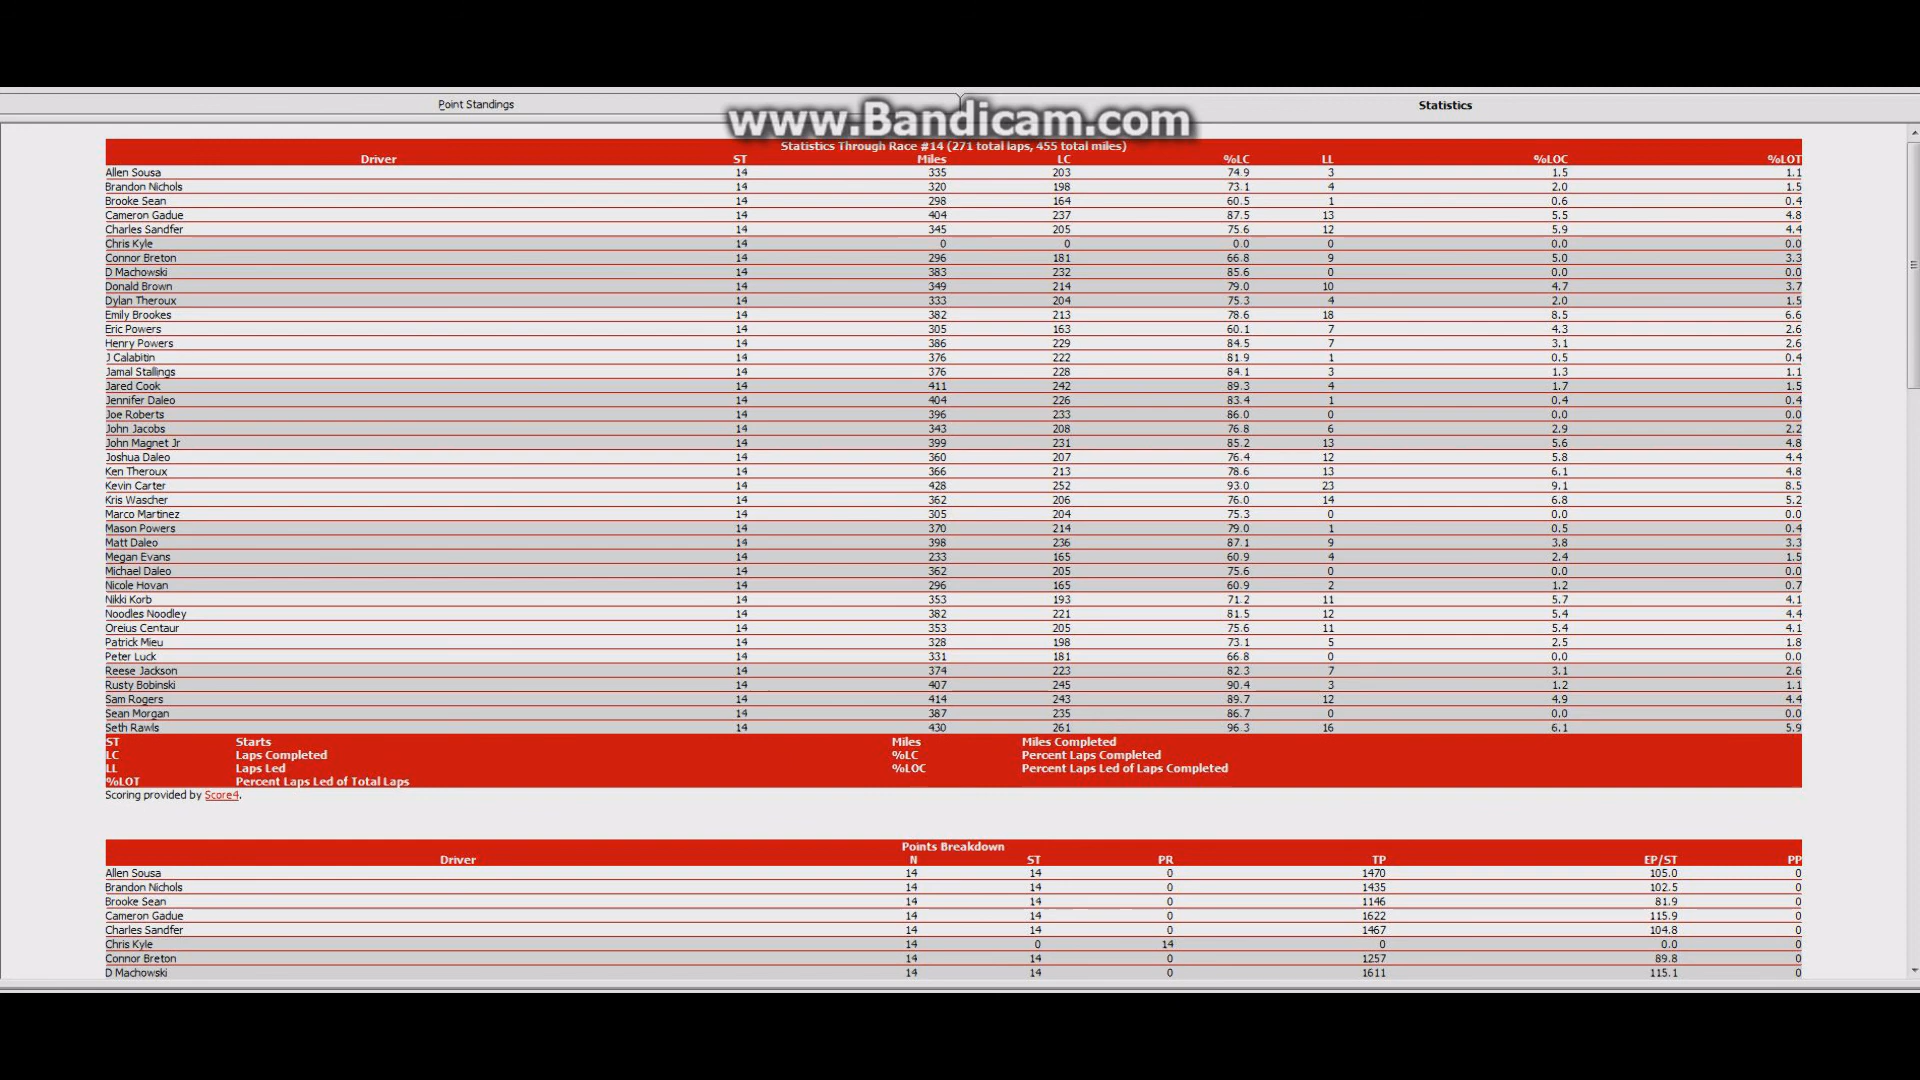 Point Standings Statistics
www.Bandicam.com
Statistics Through Race #14 (271 total laps, 455 total miles)
Driver ST Miles LC %LC LL %LOC %LOT
Allen Sousa 14 335 203 74.9 3 1.5 1.1
Brandon Nichols 14 320 198 73.1 4 2.0 1.5
Brooke Sean 14 298 164 60.5 1 0.6 0.4
Cameron Gadue 14 404 237 87.5 13 5.5 4.8
Charles Sandfer 14 345 205 75.6 12 5.9 4.4
Chris Kyle 14 0 0 0.0 0 0.0 0.0
Connor Breton 14 296 181 66.8 9 5.0 3.3
D Machowski 14 383 232 85.6 0 0.0 0.0
Donald Brown 14 349 214 79.0 10 4.7 3.7
Dylan Theroux 14 333 204 75.3 4 2.0 1.5
Emily Brookes 14 382 213 78.6 18 8.5 6.6
Eric Powers 14 305 163 60.1 7 4.3 2.6
Henry Powers 14 386 229 84.5 7 3.1 2.6
J Calabitin 14 376 222 81.9 1 0.5 0.4
Jamal Stallings 14 376 228 84.1 3 1.3 1.1
Jared Cook 14 411 242 89.3 4 1.7 1.5
Jennifer Daleo 14 404 226 83.4 1 0.4 0.4
Joe Roberts 14 396 233 86.0 0 0.0 0.0
John Jacobs 14 343 208 76.8 6 2.9 2.2
John Magnet Jr 14 399 231 85.2 13 5.6 4.8
Joshua Daleo 14 360 207 76.4 12 5.8 4.4
Ken Theroux 14 366 213 78.6 13 6.1 4.8
Kevin Carter 14 428 252 93.0 23 9.1 8.5
Kris Wascher 14 362 206 76.0 14 6.8 5.2
Marco Martinez 14 305 204 75.3 0 0.0 0.0
Mason Powers 14 370 214 79.0 1 0.5 0.4
Matt Daleo 14 398 236 87.1 9 3.8 3.3
Megan Evans 14 233 165 60.9 4 2.4 1.5
Michael Daleo 14 362 205 75.6 0 0.0 0.0
Nicole Hovan 14 296 165 60.9 2 1.2 0.7
Nikki Korb 14 353 193 71.2 11 5.7 4.1
Noodles Noodley 14 382 221 81.5 12 5.4 4.4
Oreius Centaur 14 353 205 75.6 11 5.4 4.1
Patrick Mieu 14 328 198 73.1 5 2.5 1.8
Peter Luck 14 331 181 66.8 0 0.0 0.0
Reese Jackson 14 374 223 82.3 7 3.1 2.6
Rusty Bobinski 14 407 245 90.4 3 1.2 1.1
Sam Rogers 14 414 243 89.7 12 4.9 4.4
Sean Morgan 14 387 235 86.7 0 0.0 0.0
Seth Rawls 14 430 261 96.3 16 6.1 5.9
ST Starts Miles Miles Completed
LC Laps Completed %LC Percent Laps Completed
LL Laps Led %LOC Percent Laps Led of Laps Completed
%LOT Percent Laps Led of Total Laps
Scoring provided by Score4.
Points Breakdown
Driver N ST PR TP EP/ST PP
Allen Sousa 14 14 0 1470 105.0 0
Brandon Nichols 14 14 0 1435 102.5 0
Brooke Sean 14 14 0 1146 81.9 0
Cameron Gadue 14 14 0 1622 115.9 0
Charles Sandfer 14 14 0 1467 104.8 0
Chris Kyle 14 0 14 0 0.0 0
Connor Breton 14 14 0 1257 89.8 0
D Machowski 14 14 0 1611 115.1 0